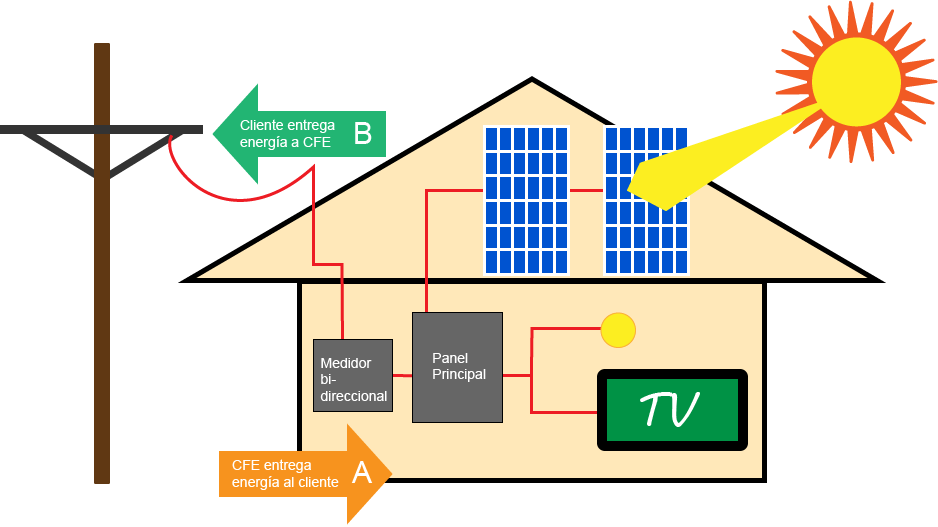 Cliente entrega
energía a CFE
B
Medidor
bi-
direccional
Panel
Principal
TV
CFE entrega
energía al cliente
A